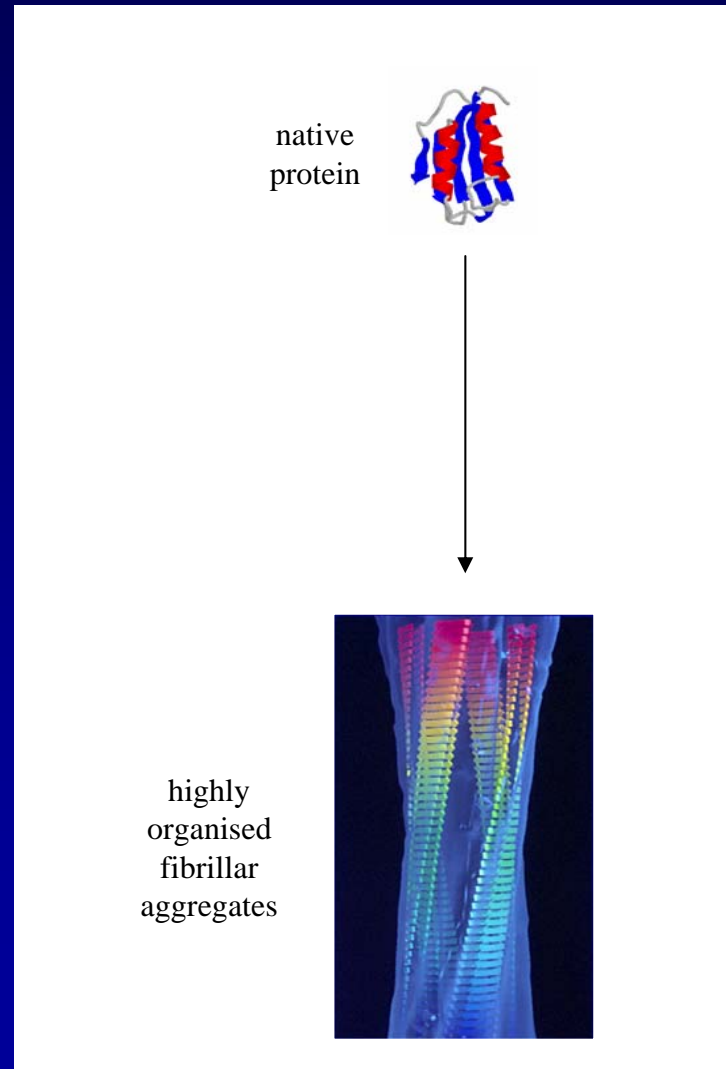 native
protein
highly
organised
fibrillar
aggregates